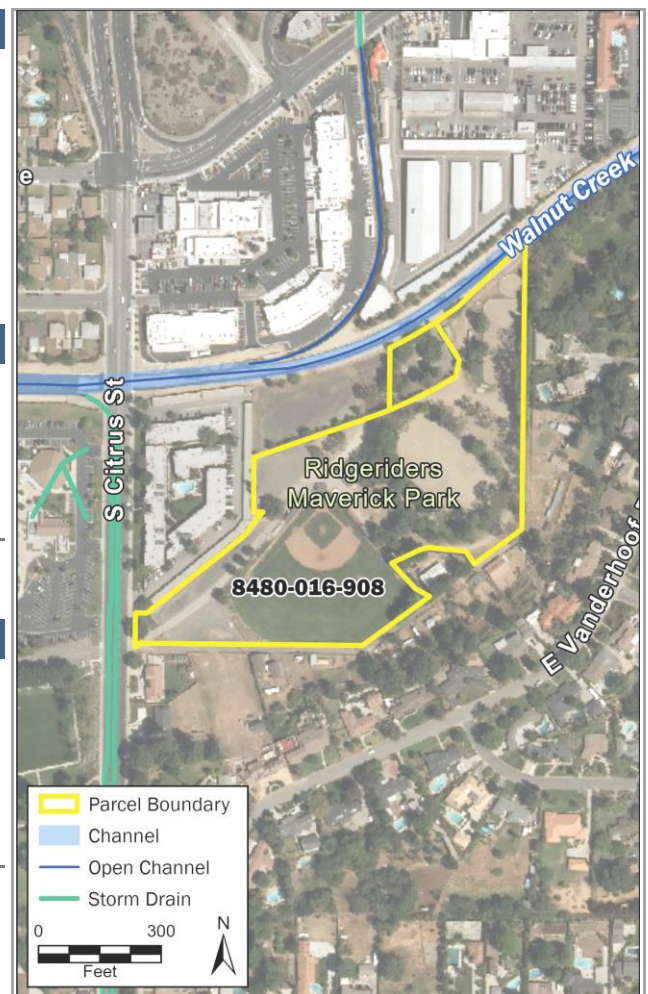 e
Walnut Creek
S Citrus St
Ridgeriders
Maverick Park
8480-016-908
E Vanderhoof
Parcel Boundary
Channel
Open Channel
Storm Drain
0 300
Feet
N